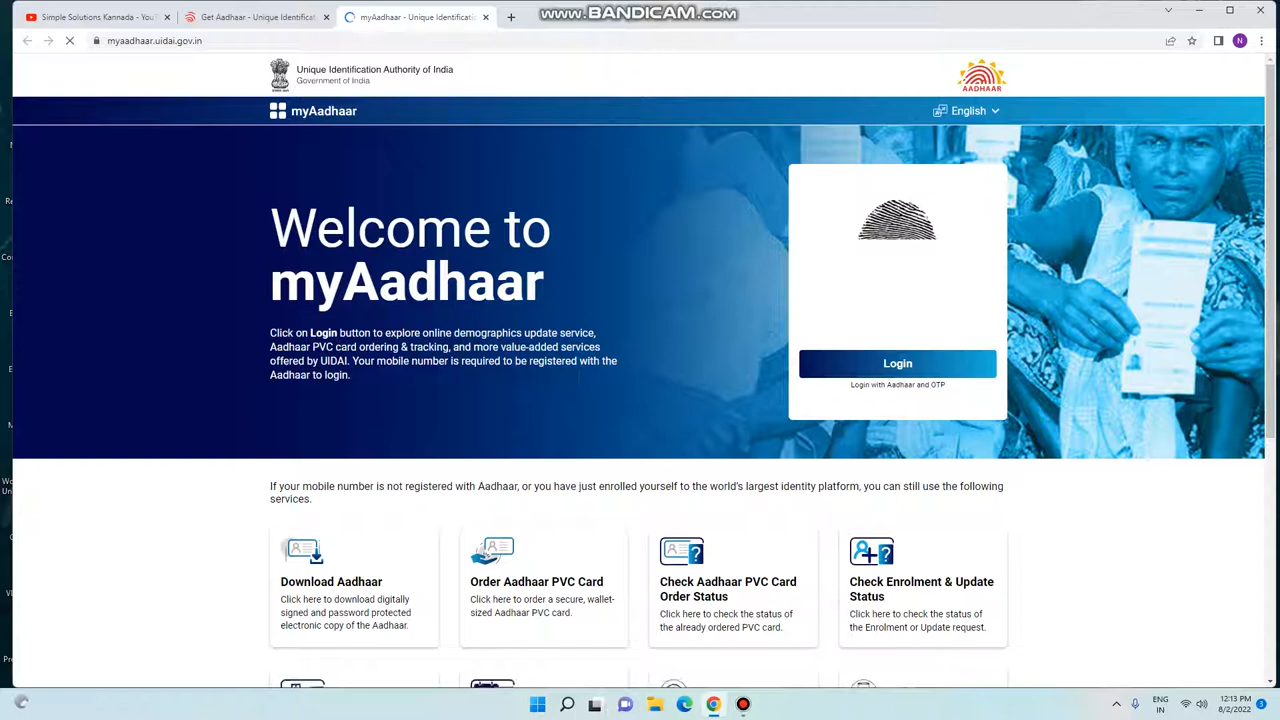 www.BANDICAM.com
Simple Solutions Kannada - You
Get Aadhaar - Unique Identificat
myAadhaar - Unique Identificatio
N
myaadhaar.uidai.gov.in
Unique Identification Authority of India
Government of India
AADHAAR
myAadhaar
English
Welcome to
myAadhaar
Click on Login button to explore online demographics update service,
Aadhaar PVC card ordering & tracking, and more value-added services
offered by UIDAI. Your mobile number is required to be registered with the
Aadhaar to login.
Login
Login with Aadhaar and OTP
If your mobile number is not registered with Aadhaar, or you have just enrolled yourself to the world's largest identity platform, you can still use the following
services.
Download Aadhaar
Click here to download digitally
signed and password protected
electronic copy of the Aadhaar.
Order Aadhaar PVC Card
Click here to order a secure, wallet-
sized Aadhaar PVC card.
Check Aadhaar PVC Card
Order Status
Click here to check the status of
the already ordered PVC card.
Check Enrolment & Update
Status
Click here to check the status of
the Enrolment or Update request.
ENG
IN
12:13 PM
8/2/2022
3